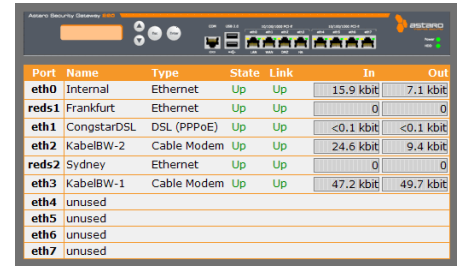 Astaro Security Gateway
astaro
Port Name Type State Link In Out
eth0 Internal Ethernet Up Up 15.9 kbit 7.1 kbit
reds1 Frankfurt Ethernet Up Up 0 0
eth1 CongstarDSL DSL (PPPoE) Up Up <0.1 kbit <0.1 kbit
eth2 KabelBW-2 Cable Modem Up Up 24.6 kbit 9.4 kbit
reds2 Sydney Ethernet Up Up 0 0
eth3 KabelBW-1 Cable Modem Up Up 47.2 kbit 49.7 kbit
eth4 unused
eth5 unused
eth6 unused
eth7 unused